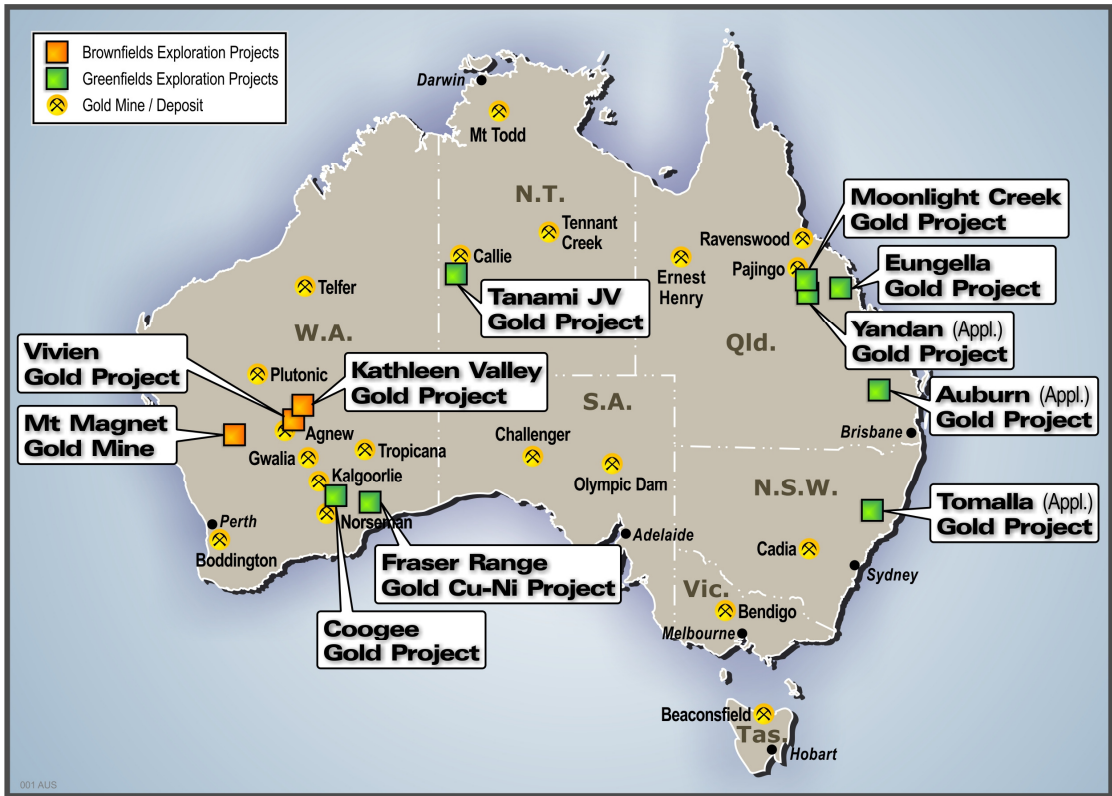 Brownfields Exploration Projects
Greenfields Exploration Projects
Gold Mine / Deposit
Darwin
Mt Todd
N.T.
Tennant
Creek
Callie
Tanami JV
Gold Project
Ravenswood
Pajingo
Ernest
Henry
Moonlight Creek
Gold Project
Eungella
Gold Project
Yandan (Appl.)
Gold Project
Qld.
Telfer
W.A.
Vivien
Gold Project
Plutonic
Kathleen Valley
Gold Project
Mt Magnet
Gold Mine
Agnew
Gwalia
Tropicana
Kalgoorlie
Norseman
Perth
Boddington
Fraser Range
Gold Cu-Ni Project
Coogee
Gold Project
S.A.
Challenger
Olympic Dam
Adelaide
Auburn (Appl.)
Gold Project
Brisbane
N.S.W.
Tomalla (Appl.)
Gold Project
Cadia
Sydney
Vic.
Bendigo
Melbourne
Beaconsfield
Tas.
Hobart
001 AUS